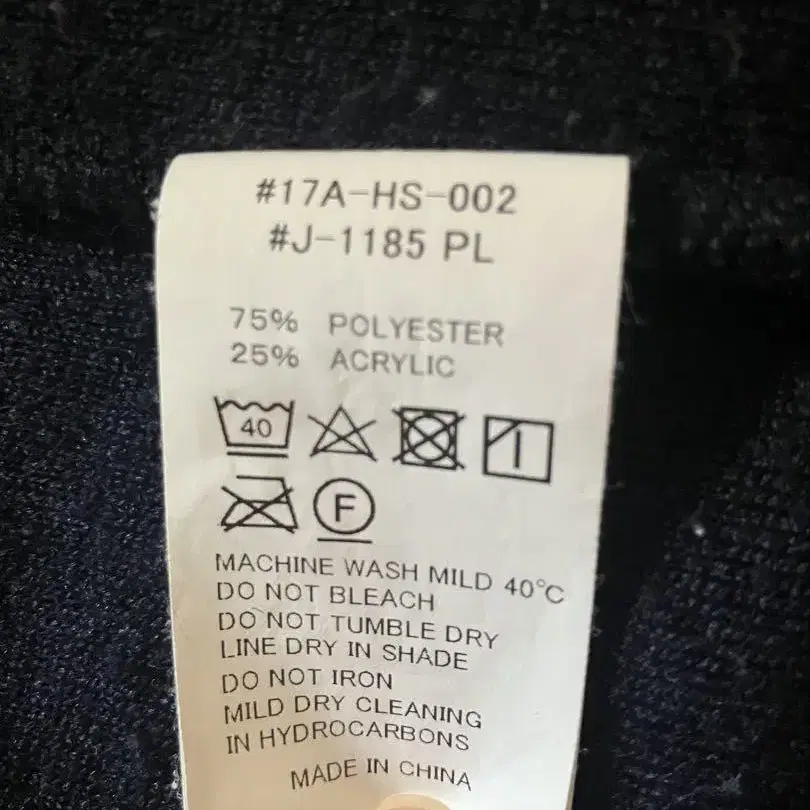 #17A-HS-002
#J-1185 PL
75% POLYESTER
25% ACRYLIC
40
F
MACHINE WASH MILD 40°C
DO NOT BLEACH
DO NOT TUMBLE DRY
LINE DRY IN SHADE
DO NOT IRON
MILD DRY CLEANING
IN HYDROCARBONS
MADE IN CHINA